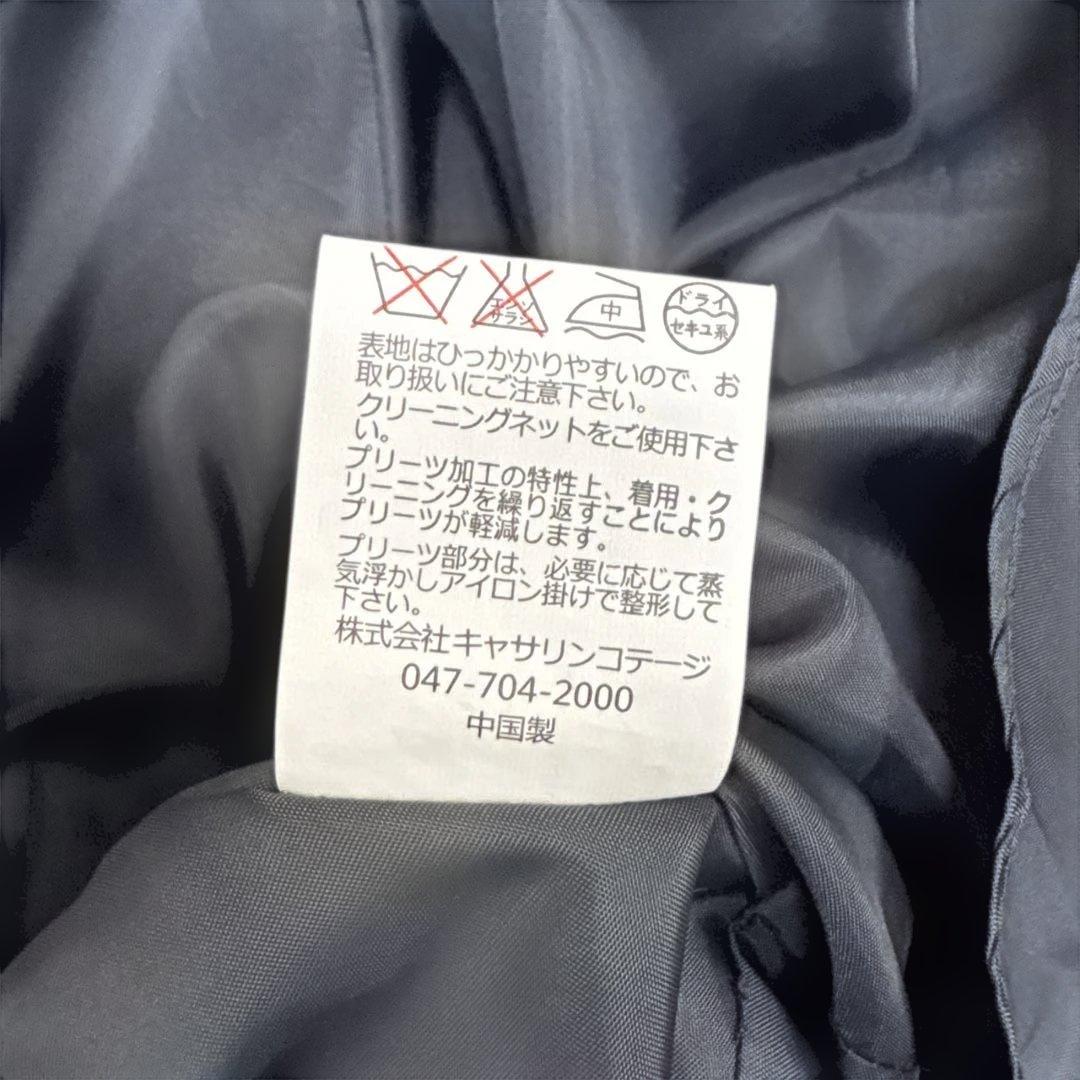 エンソ
サラシ
中
ドライ
セキユ系
表地はひっかかりやすいので、お
取り扱いにご注意下さい。
クリーニングネットをご使用下さ
い。
プリーツ加工の特性上、着用・ク
リーニングを繰り返すことにより
プリーツが軽減します。
プリーツ部分は、必要に応じて蒸
気浮かしアイロン掛けで整形して
下さい。
株式会社キャサリンコテージ
047-704-2000
中国製